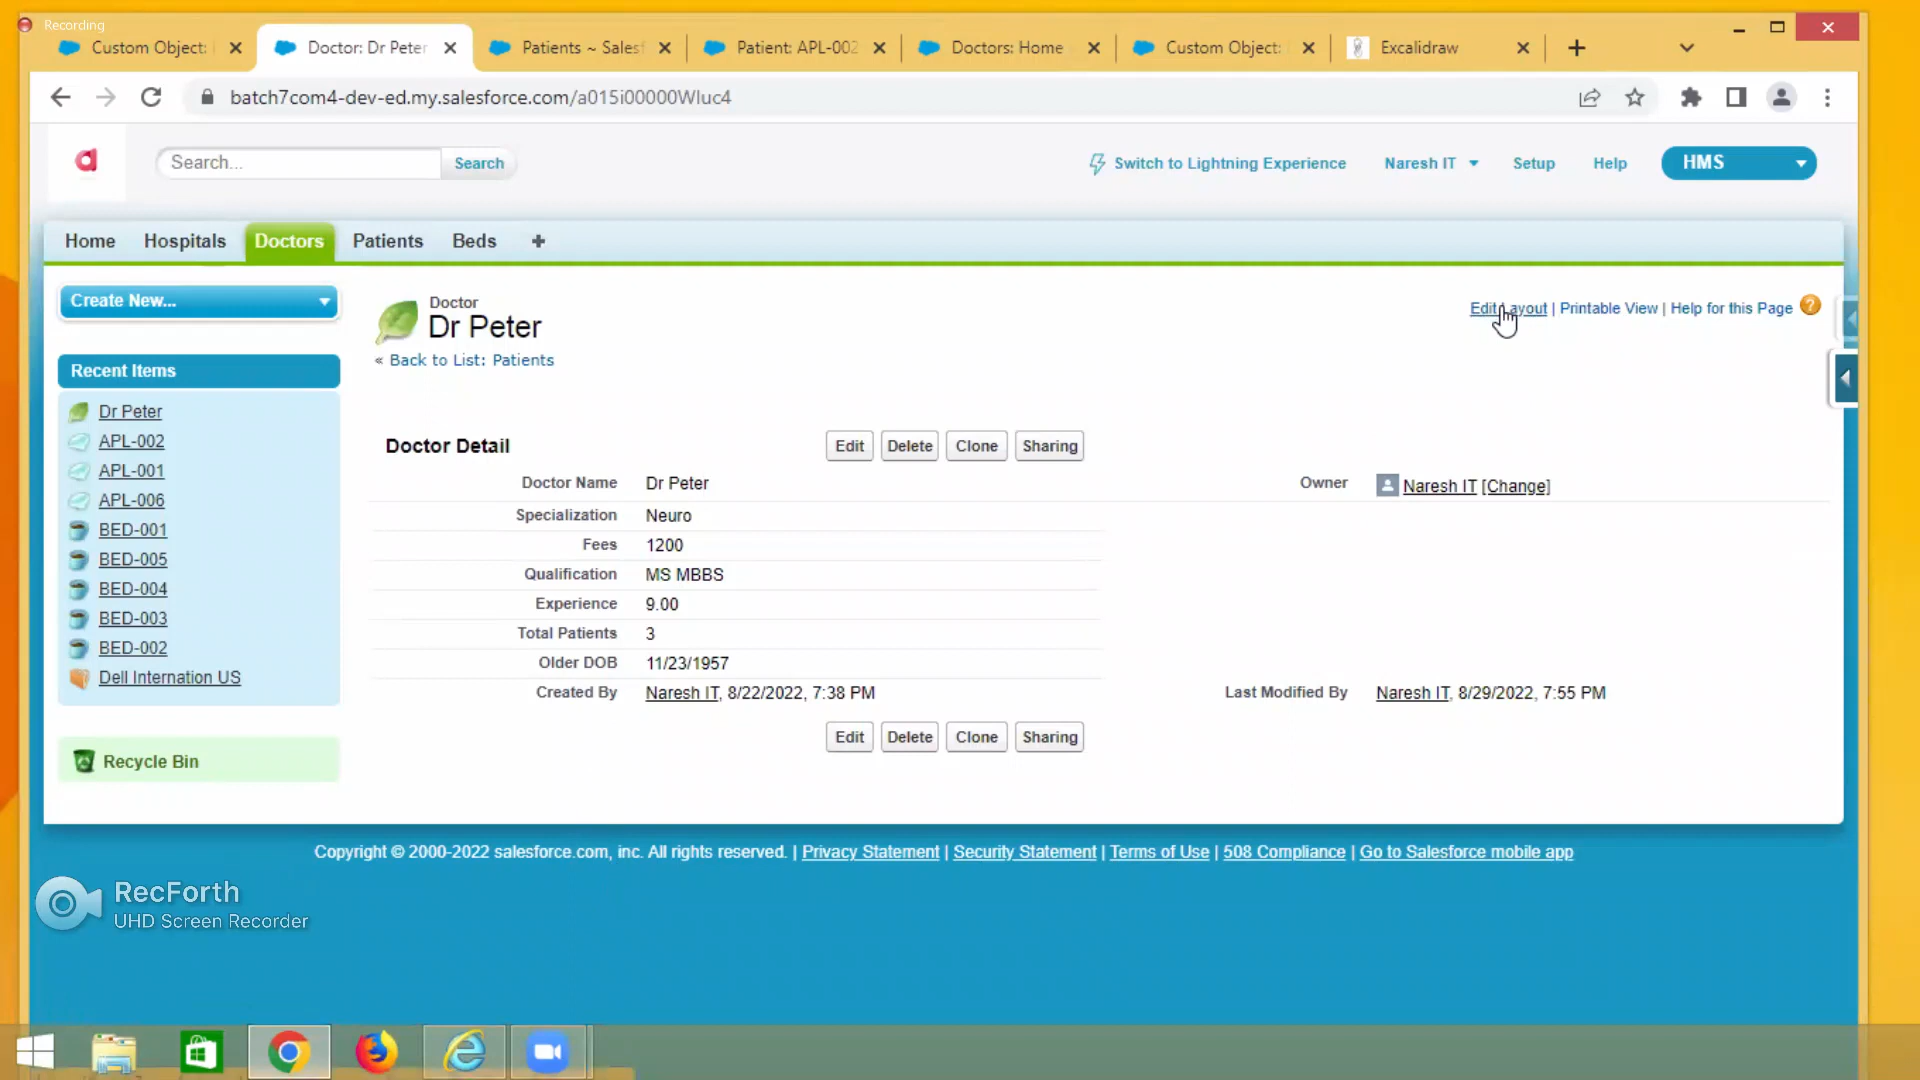 Recording
Custom Object:
Doctor: Dr Peter
Patients ~ Sales
Patient: APL-002
Doctors: Home
Custom Object:
Excalidraw
batch7com4-dev-ed.my.salesforce.com/a015i00000Wluc4
Search...
Search
Switch to Lightning Experience
Naresh IT
Setup
Help
HMS
Home
Hospitals
Doctors
Patients
Beds
Create New...
Recent Items
Dr Peter
APL-002
APL-001
APL-006
BED-001
BED-005
BED-004
BED-003
BED-002
Dell Internation US
Recycle Bin
Doctor
Dr Peter
« Back to List: Patients
Edit Layout | Printable View | Help for this Page
Doctor Detail
Edit
Delete
Clone
Sharing
Doctor Name Dr Peter
Owner Naresh IT [Change]
Specialization Neuro
Fees 1200
Qualification MS MBBS
Experience 9.00
Total Patients 3
Older DOB 11/23/1957
Created By Naresh IT, 8/22/2022, 7:38 PM
Last Modified By Naresh IT, 8/29/2022, 7:55 PM
Edit
Delete
Clone
Sharing
Copyright © 2000-2022 salesforce.com, inc. All rights reserved. | Privacy Statement | Security Statement | Terms of Use | 508 Compliance | Go to Salesforce mobile app
RecForth
UHD Screen Recorder